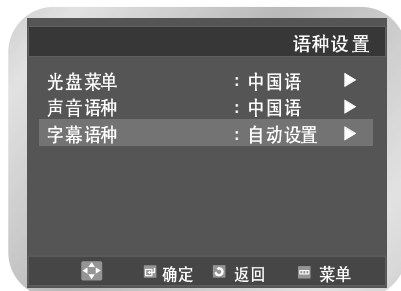 语种设置
光盘菜单 : 中国语 ▶
声音语种 : 中国语 ▶
字幕语种 : 自动设置 ▶
确定 返回 菜单